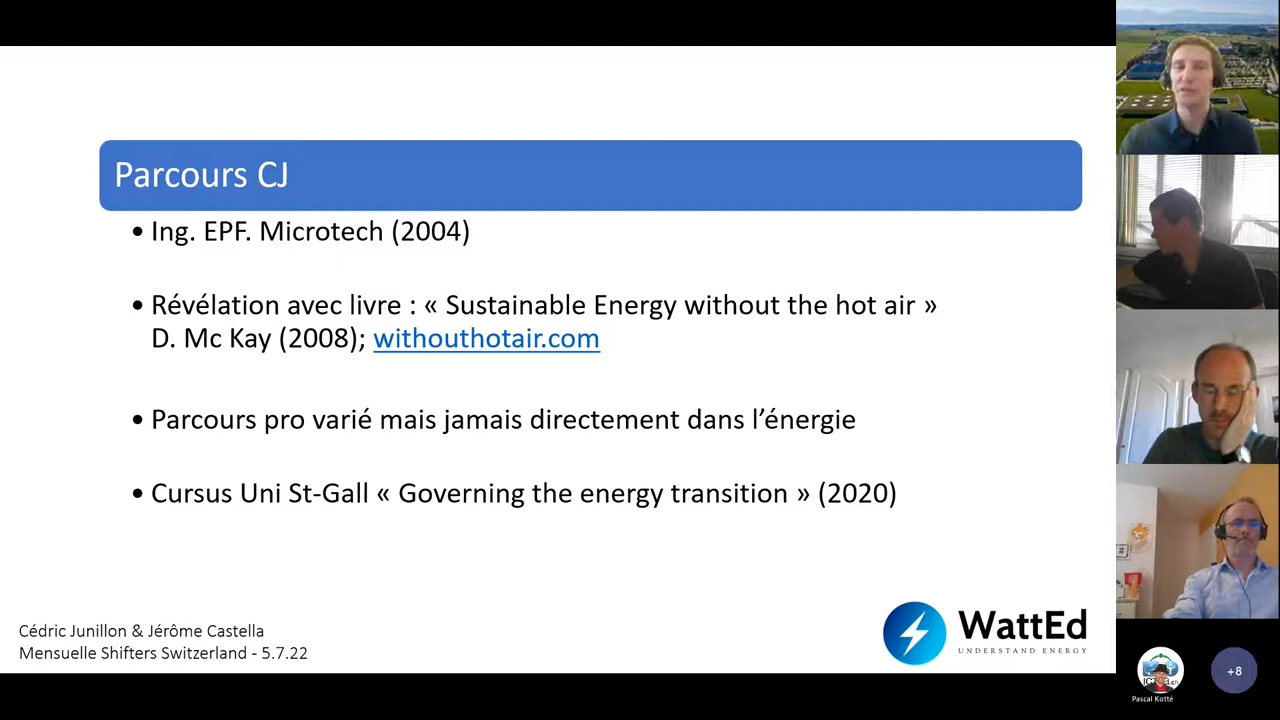 Parcours CJ
• Ing. EPF. Microtech (2004)
• Révélation avec livre : « Sustainable Energy without the hot air »
D. Mc Kay (2008); withouthotair.com
• Parcours pro varié mais jamais directement dans l’énergie
• Cursus Uni St-Gall « Governing the energy transition » (2020)
Cédric Junillon & Jérôme Castella
Mensuelle Shifters Switzerland - 5.7.22
WattEd
UNDERSTAND ENERGY
Pascal Kotté
+8